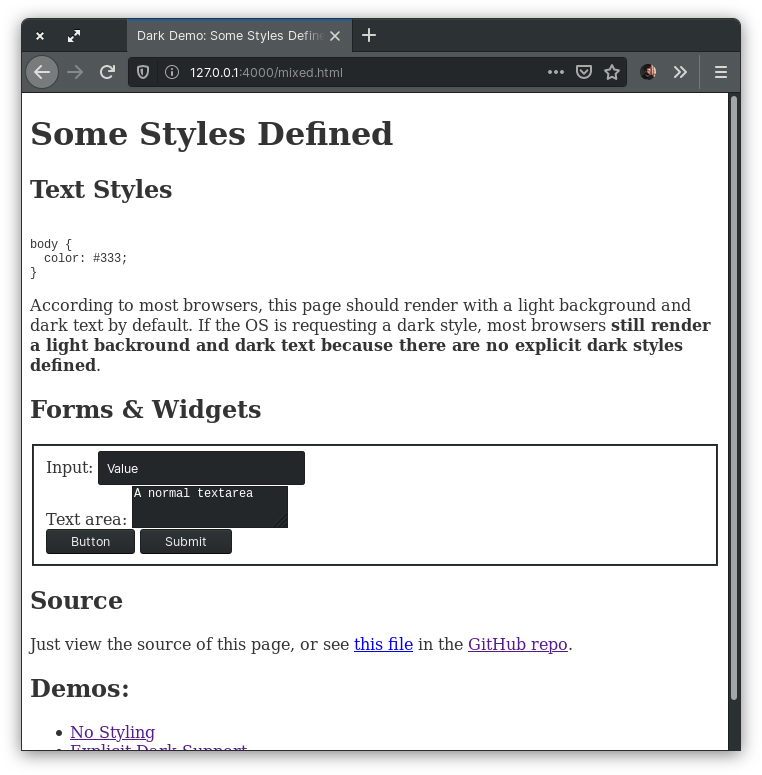 Dark Demo: Some Styles Define
127.0.0.1:4000/mixed.html
Some Styles Defined
Text Styles
body {
  color: #333;
}
According to most browsers, this page should render with a light background and
dark text by default. If the OS is requesting a dark style, most browsers still render
a light backround and dark text because there are no explicit dark styles
defined.
Forms & Widgets
Input: Value
A normal textarea
Text area:
Button Submit
Source
Just view the source of this page, or see this file in the GitHub repo.
Demos:
• No Styling
• Explicit Dark Support